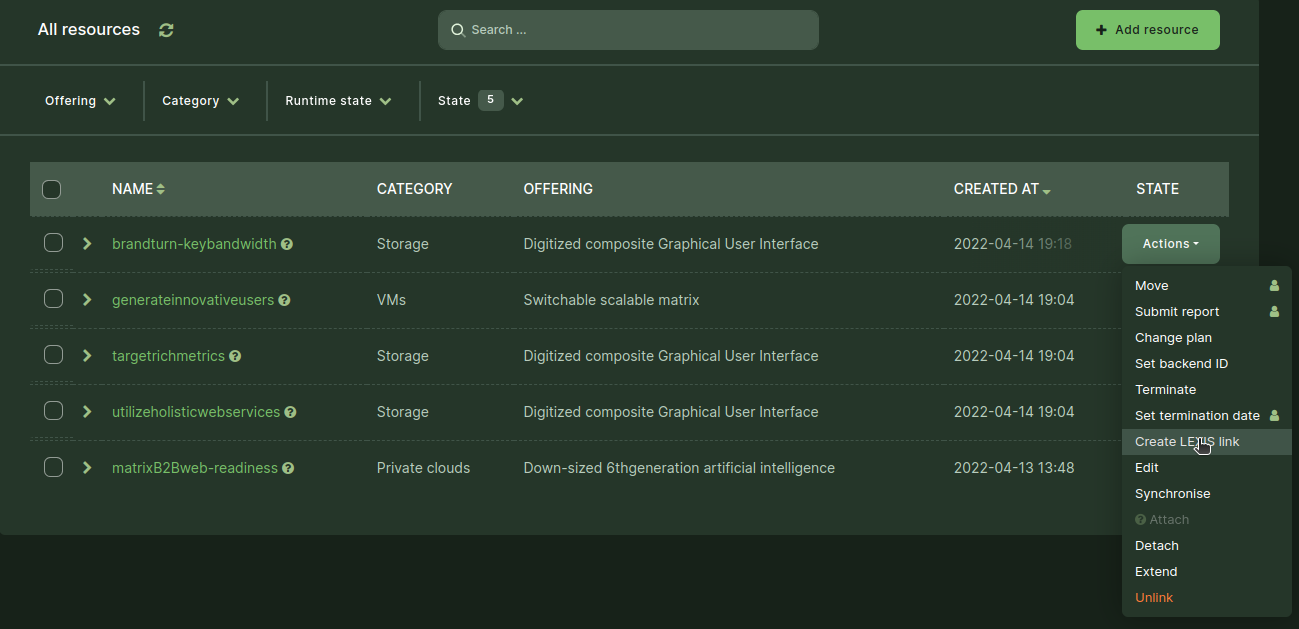 All resources
Search ...
Add resource
Offering
Category
Runtime state
State 5
NAME CATEGORY OFFERING CREATED AT STATE
brandturn-keybandwidth Storage Digitized composite Graphical User Interface 2022-04-14 19:18 Actions
generateinnovativeusers VMs Switchable scalable matrix 2022-04-14 19:04
targetrichmetrics Storage Digitized composite Graphical User Interface 2022-04-14 19:04
utilizeholisticwebservices Storage Digitized composite Graphical User Interface 2022-04-14 19:04
matrixB2Bweb-readiness Private clouds Down-sized 6thgeneration artificial intelligence 2022-04-13 13:48
Move
Submit report
Change plan
Set backend ID
Terminate
Set termination date
Create link
Edit
Synchronise
Attach
Detach
Extend
Unlink